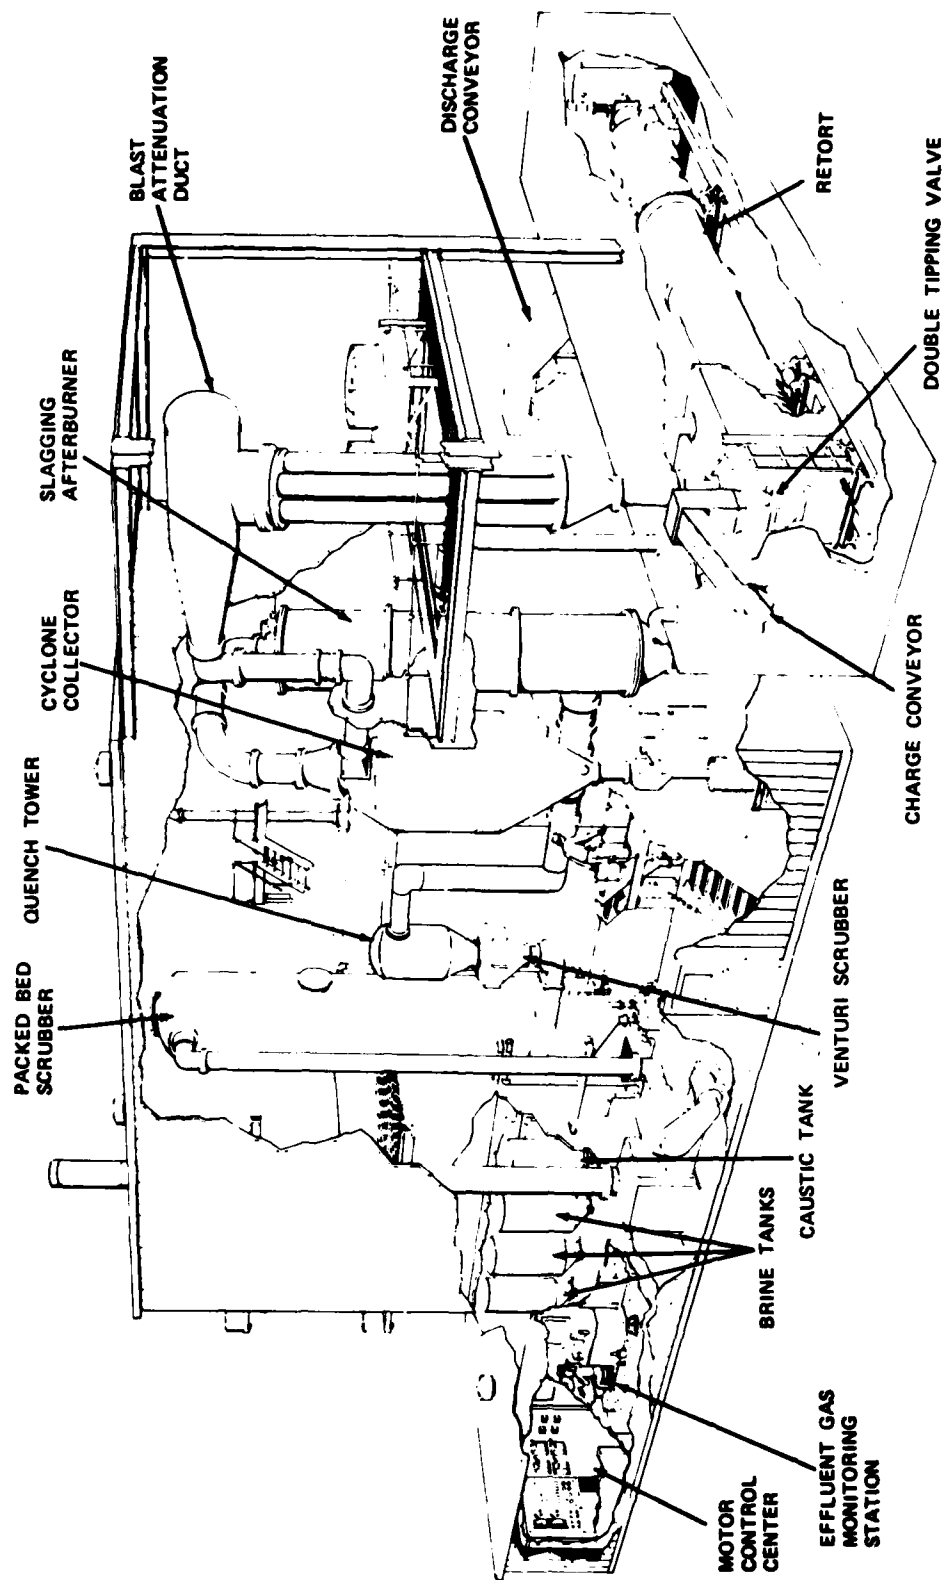 PACKED BED
SCRUBBER
QUENCH TOWER
CYCLONE
COLLECTOR
SLAGGING
AFTERBURNER
BLAST
ATTENUATION
DUCT
DISCHARGE
CONVEYOR
RETORT
DOUBLE TIPPING VALVE
CHARGE CONVEYOR
VENTURI SCRUBBER
CAUSTIC TANK
BRINE TANKS
EFFLUENT GAS
MONITORING
STATION
MOTOR
CONTROL
CENTER